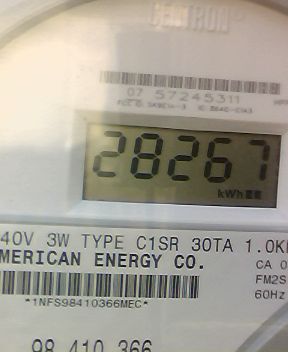 CENTRON
07 57245311
28267
kWh
40V 3W TYPE C1SR 30TA 1.0K
MERICAN ENERGY CO.
CA 0
FM2S
60Hz
*1NFS98410366MEC*
98 410 366